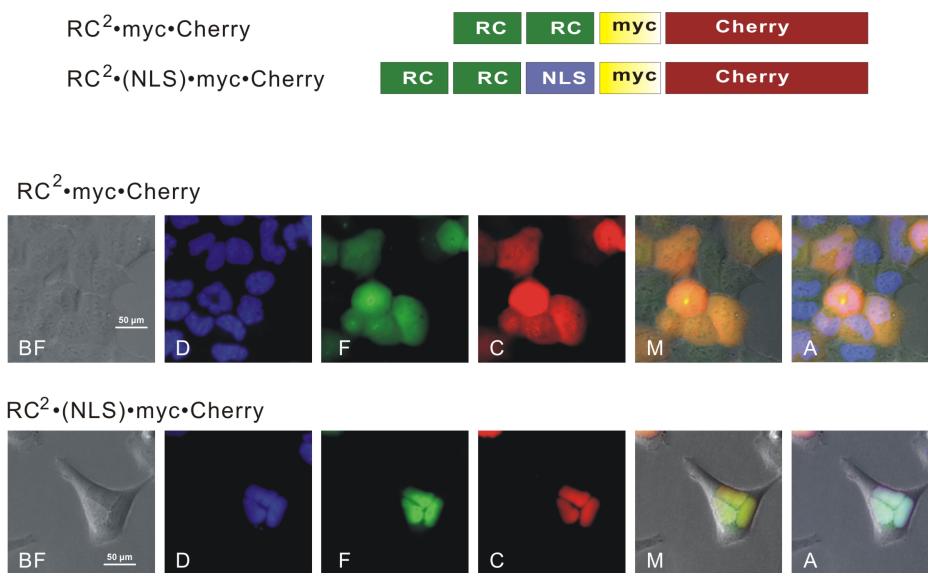 RC²•myc•Cherry RC RC myc Cherry
RC²•(NLS)•myc•Cherry RC RC NLS myc Cherry
RC²•myc•Cherry
50 µm
BF D F C M A
RC²•(NLS)•myc•Cherry
50 µm
BF D F C M A